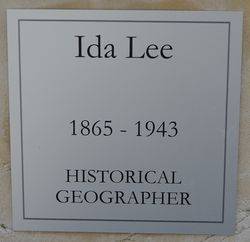 Ida Lee
1865 - 1943
HISTORICAL
GEOGRAPHER